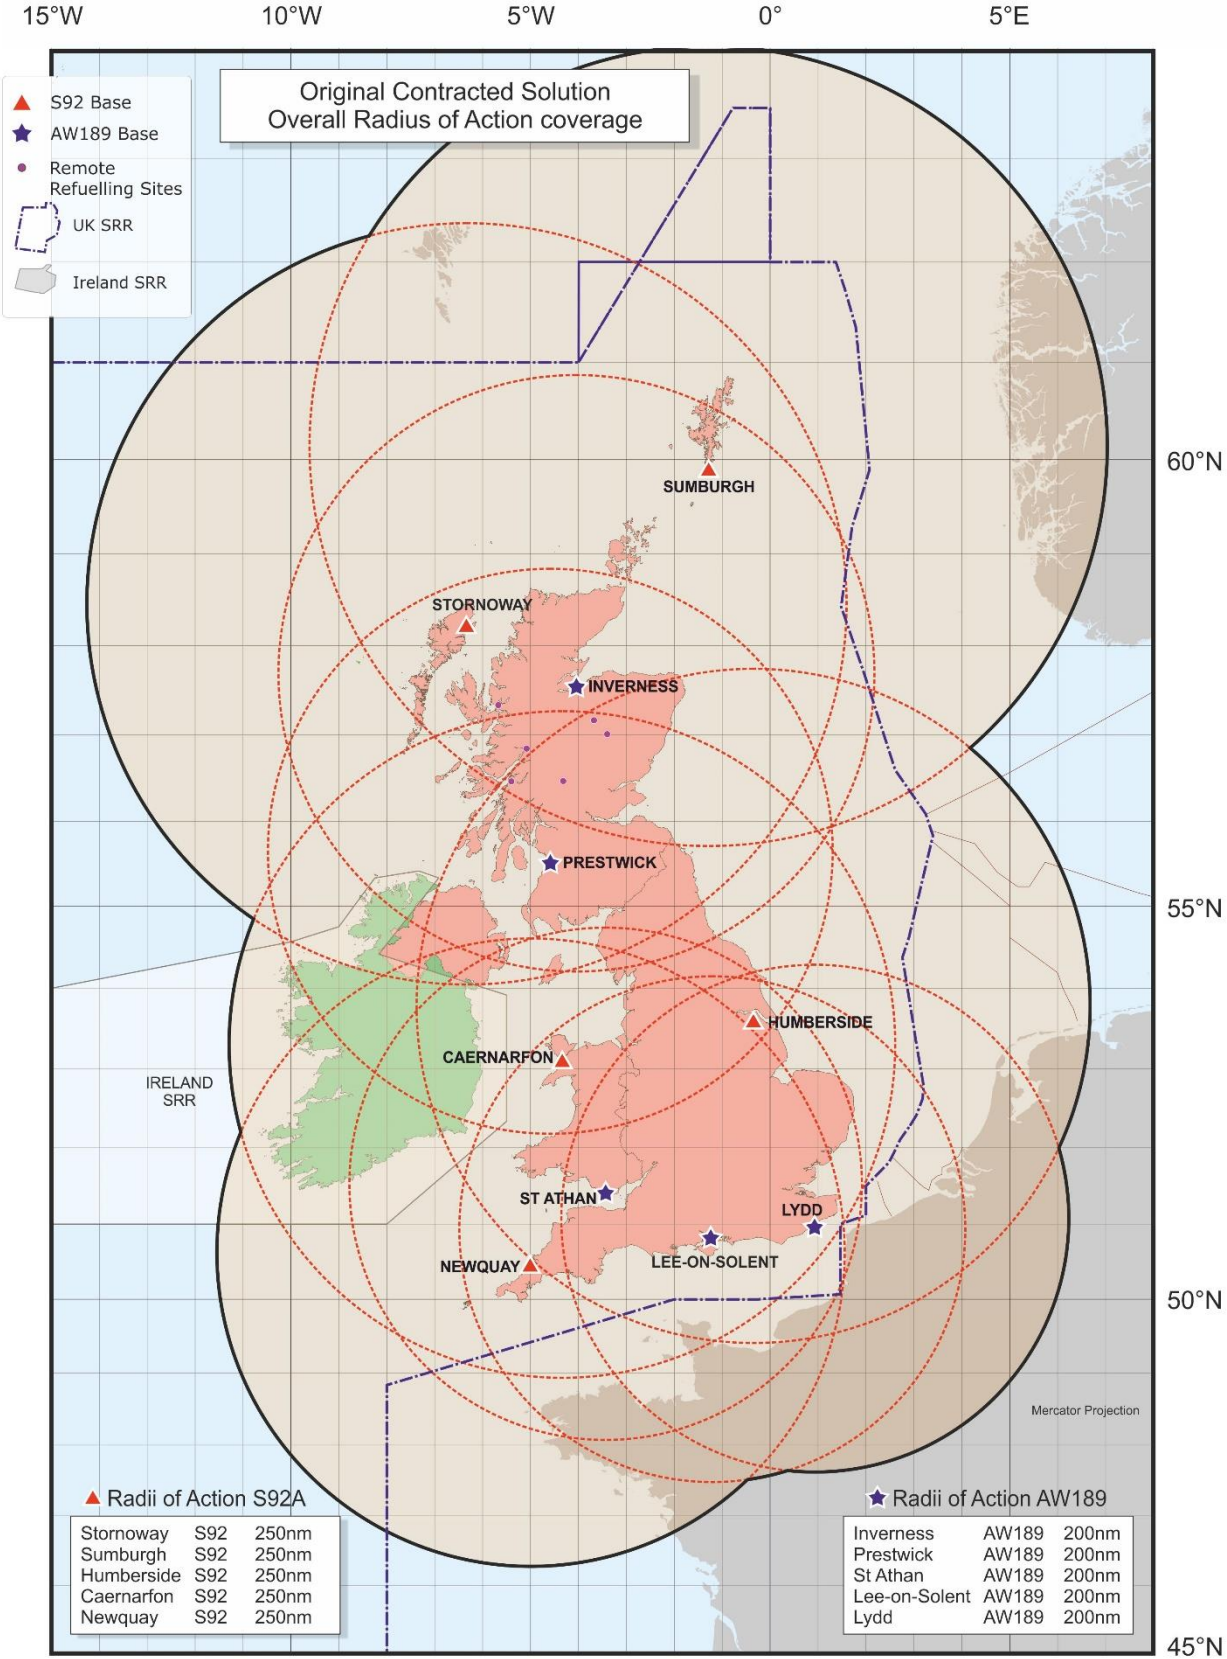 15°W 10°W 5°W 0° 5°E
Original Contracted Solution
Overall Radius of Action coverage
S92 Base
AW189 Base
Remote
Refuelling Sites
UK SRR
Ireland SRR
60°N
SUMBURGH
STORNOWAY
INVERNESS
PRESTWICK
55°N
HUMBERSIDE
CAERNARFON
IRELAND
SRR
ST ATHAN
LYDD
LEE-ON-SOLENT
NEWQUAY
50°N
Mercator Projection
Radii of Action S92A
Stornoway S92 250nm
Sumburgh S92 250nm
Humberside S92 250nm
Caernarfon S92 250nm
Newquay S92 250nm
Radii of Action AW189
Inverness AW189 200nm
Prestwick AW189 200nm
St Athan AW189 200nm
Lee-on-Solent AW189 200nm
Lydd AW189 200nm
45°N